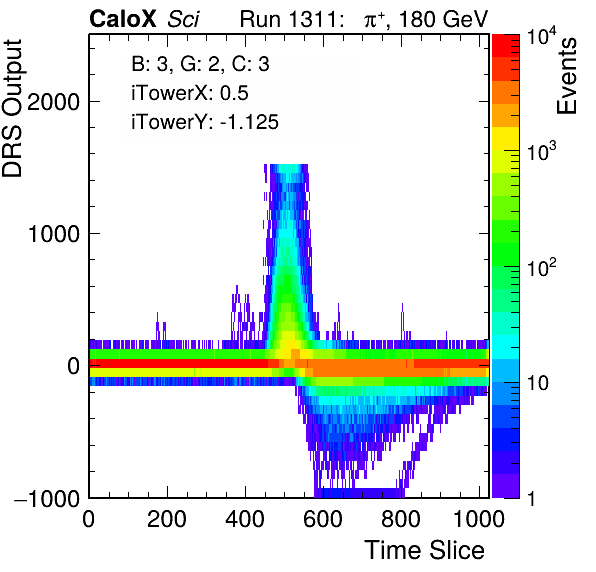 CaloX Sci Run 1311: π⁺, 180 GeV
B: 3, G: 2, C: 3
iTowerX: 0.5
iTowerY: -1.125
DRS Output
2000
1000
0
−1000
0 200 400 600 800 1000
Time Slice
Events
10⁴
10³
10²
10
1